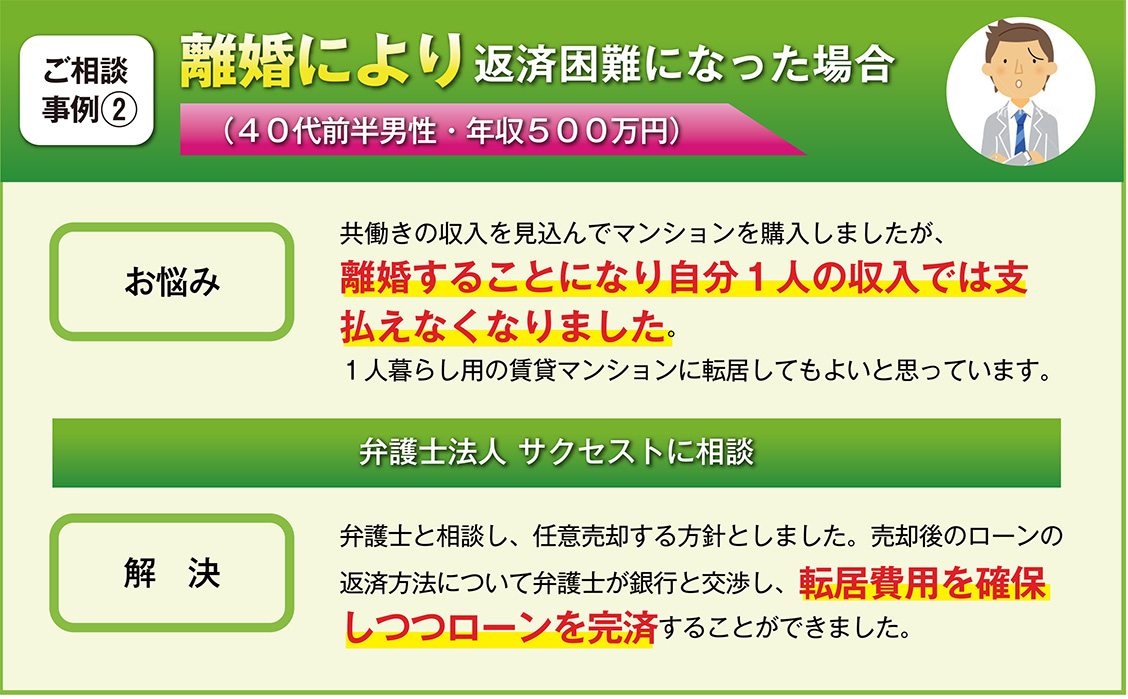 ご相談
事例②
離婚により返済困難になった場合
（４０代前半男性・年収５００万円）
お悩み
共働きの収入を見込んでマンションを購入しましたが、
離婚することになり自分１人の収入では支
払えなくなりました。
１人暮らし用の賃貸マンションに転居してもよいと思っています。
弁護士法人 サクセストに相談
解　決
弁護士と相談し、任意売却する方針としました。売却後のローンの
返済方法について弁護士が銀行と交渉し、転居費用を確保
しつつローンを完済することができました。